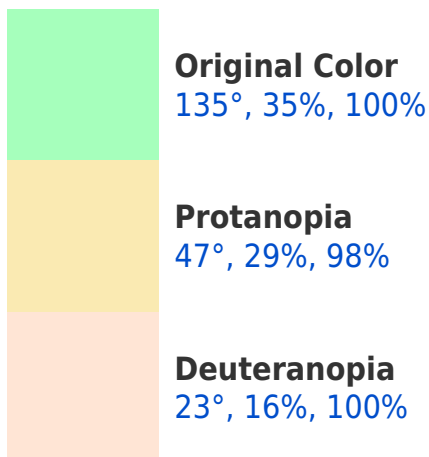 Original Color
135°, 35%, 100%
Protanopia
47°, 29%, 98%
Deuteranopia
23°, 16%, 100%